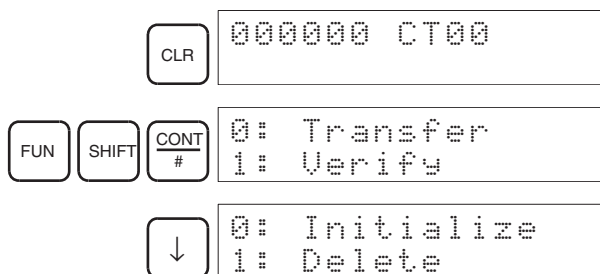 CLR
000000 CT00
FUN SHIFT CONT #
0: Transfer
1: Verify
↓
0: Initialize
1: Delete